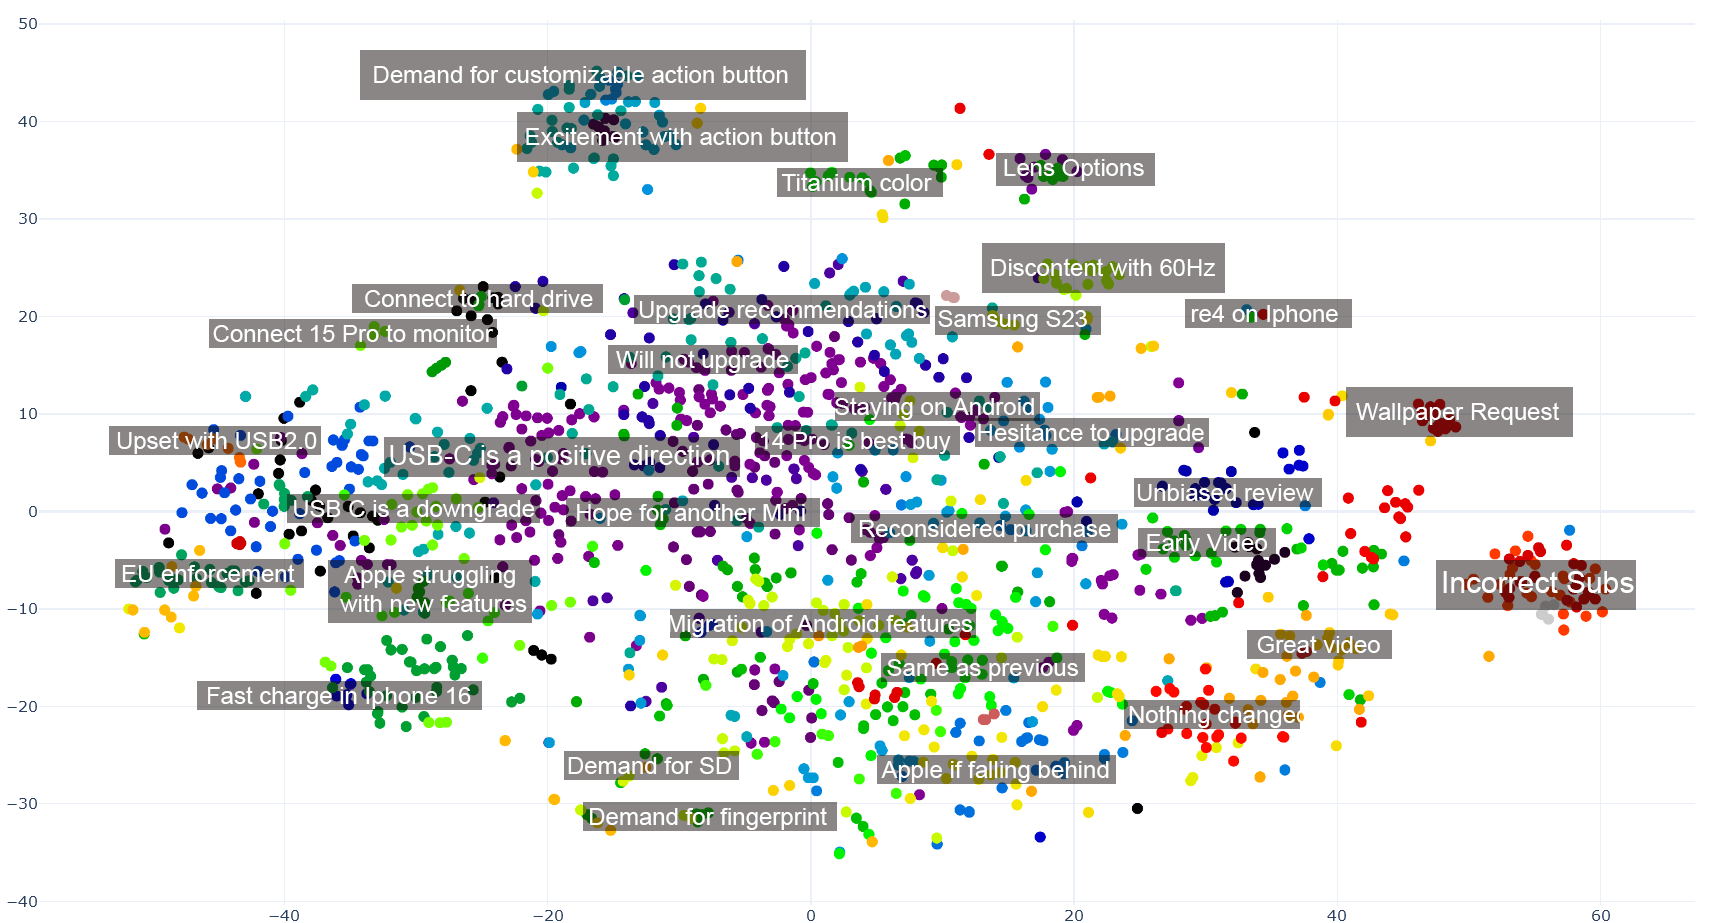 50
Demand for customizable action button
40
Excitement with action button
Lens Options
Titanium color
30
Discontent with 60Hz
Connect to hard drive
Upgrade recommendations
20
Samsung S23
re4 on Iphone
Connect 15 Pro to monitor
Will not upgrade
Staying on Android
10
Wallpaper Request
Upset with USB2.0
14 Pro is best buy
Hesitance to upgrade
USB-C is a positive direction
Unbiased review
USB C is a downgrade
0
Hope for another Mini
Reconsidered purchase
Early Video
EU enforcement
Apple struggling
with new features
Incorrect Subs
−10
Migration of Android features
Great video
Same as previous
Fast charge in Iphone 16
−20
Nothing changed
Demand for SD
Apple if falling behind
−30
Demand for fingerprint
−40
−40
−20
0
20
40
60